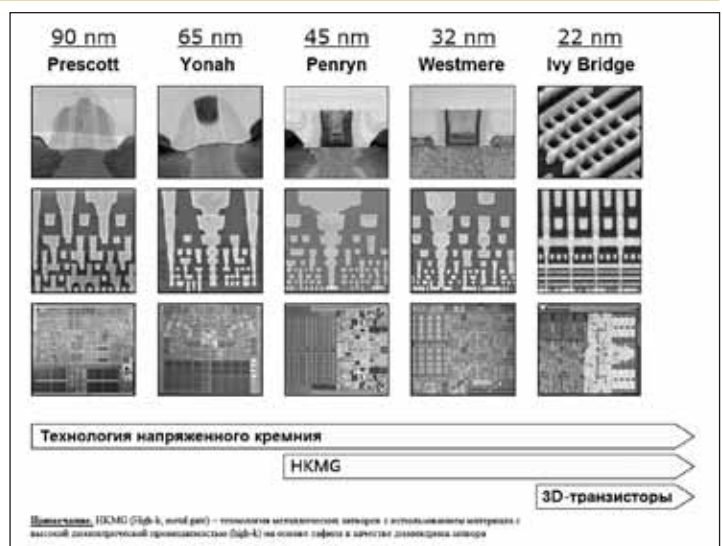 90 nm 65 nm 45 nm 32 nm 22 nm
Prescott Yonah Penryn Westmere Ivy Bridge
Технология напряженного кремния
HKMG
3D-транзисторы
Примечание. HKMG (High-k, metal gate) – технология металлических затворов с использованием материала с
высокой диэлектрической проницаемостью (high-k) на основе гафния в качестве диэлектрика затвора